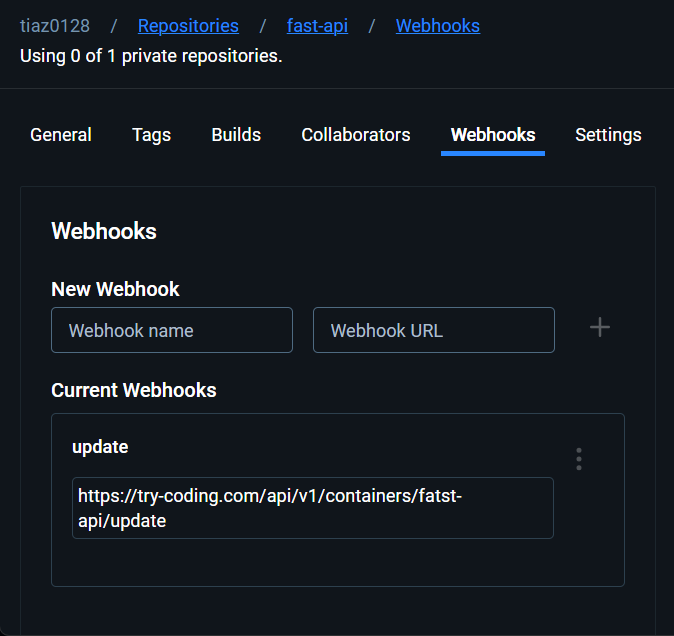 tiaz0128 / Repositories / fast-api / Webhooks
Using 0 of 1 private repositories.
General Tags Builds Collaborators Webhooks Settings
Webhooks
New Webhook
Webhook name Webhook URL +
Current Webhooks
update
https://try-coding.com/api/v1/containers/fatst-
api/update